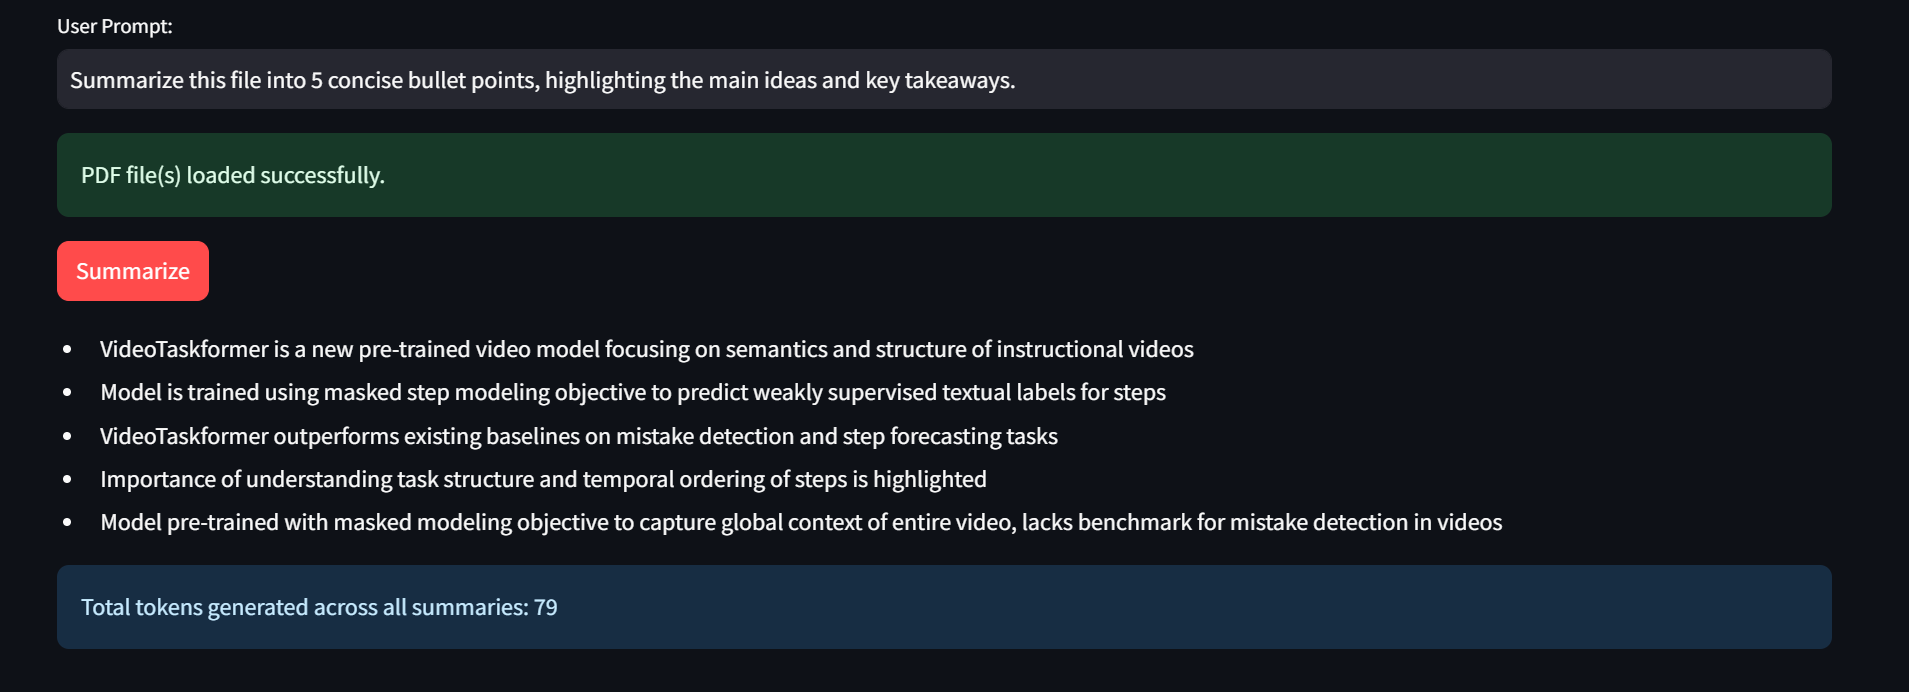 User Prompt:
Summarize this file into 5 concise bullet points, highlighting the main ideas and key takeaways.
PDF file(s) loaded successfully.
Summarize
• VideoTaskformer is a new pre-trained video model focusing on semantics and structure of instructional videos
• Model is trained using masked step modeling objective to predict weakly supervised textual labels for steps
• VideoTaskformer outperforms existing baselines on mistake detection and step forecasting tasks
• Importance of understanding task structure and temporal ordering of steps is highlighted
• Model pre-trained with masked modeling objective to capture global context of entire video, lacks benchmark for mistake detection in videos
Total tokens generated across all summaries: 79